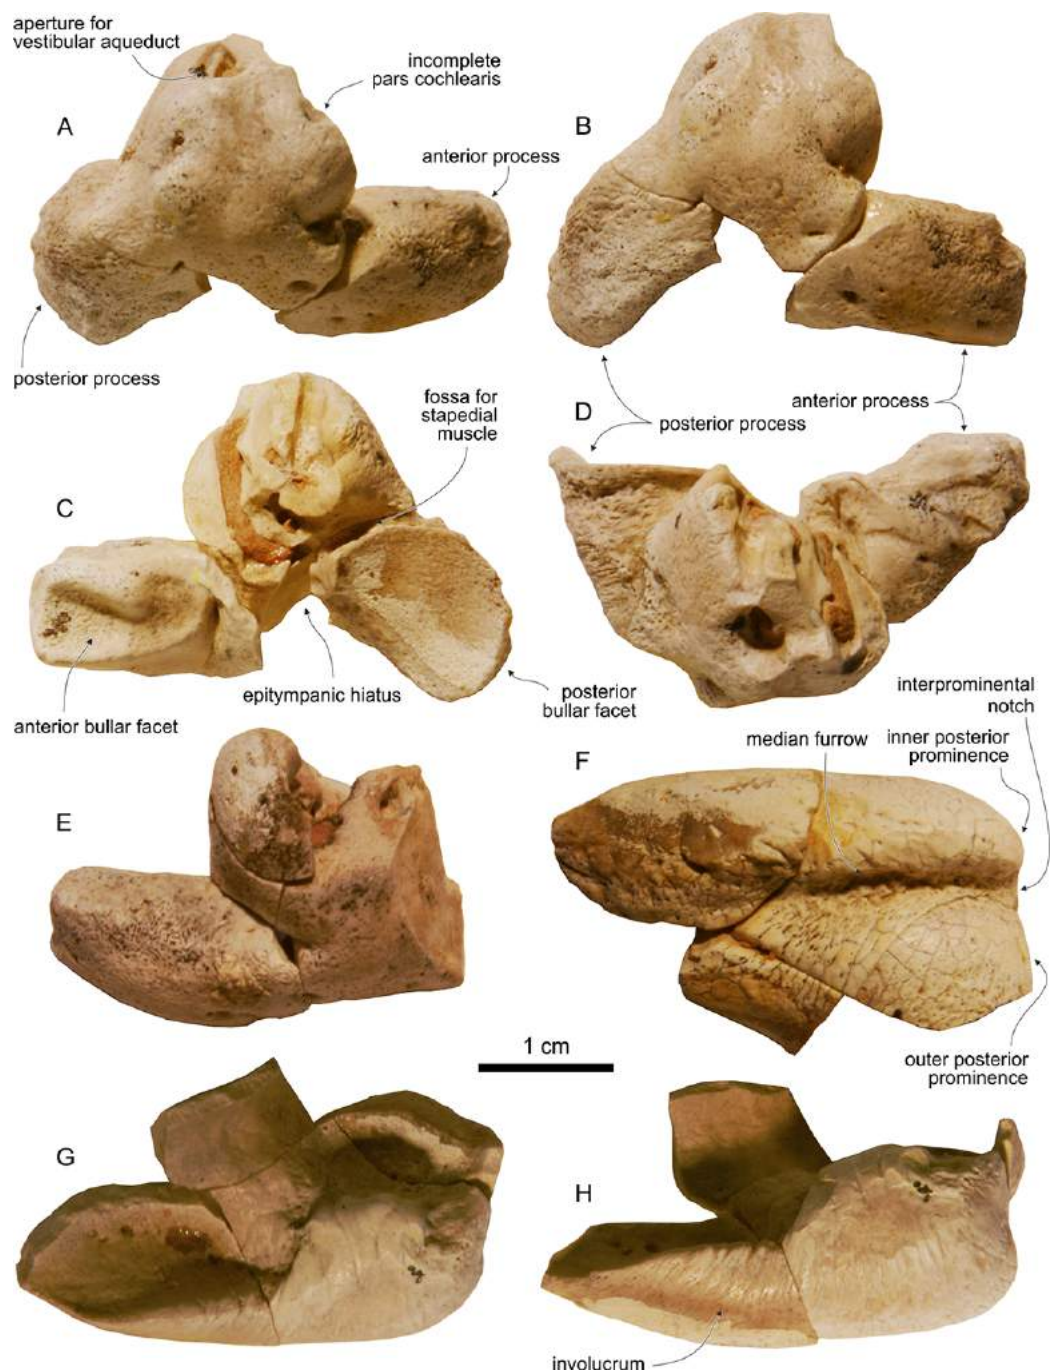 aperture for
vestibular aqueduct
incomplete
pars cochlearis
A
B
anterior process
posterior process
fossa for
stapedial
muscle
anterior process
D
posterior process
C
epitympanic hiatus
posterior
bullar facet
anterior bullar facet
interprominental
notch
median furrow
inner posterior
prominence
F
E
1 cm
outer posterior
prominence
G
H
involucrum